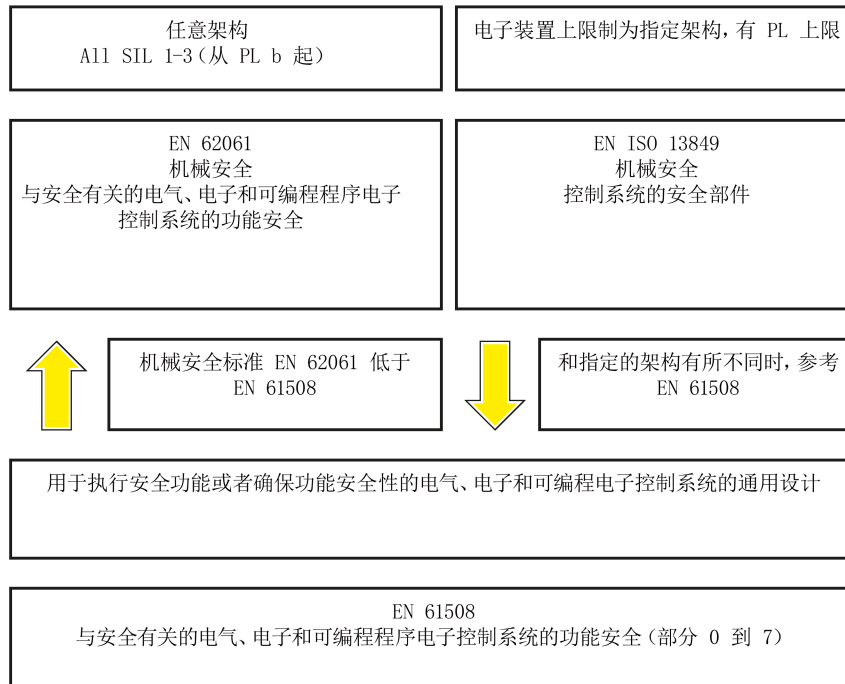 任意架构
All SIL 1-3（从 PL b 起）
电子装置上限制为指定架构，有 PL 上限
EN 62061
机械安全
与安全有关的电气、电子和可编程程序电子
控制系统的功能安全
EN ISO 13849
机械安全
控制系统的安全部件
机械安全标准 EN 62061 低于
EN 61508
和指定的架构有所不同时，参考
EN 61508
用于执行安全功能或者确保功能安全性的电气、电子和可编程电子控制系统的通用设计
EN 61508
与安全有关的电气、电子和可编程程序电子控制系统的功能安全（部分 0 到 7）